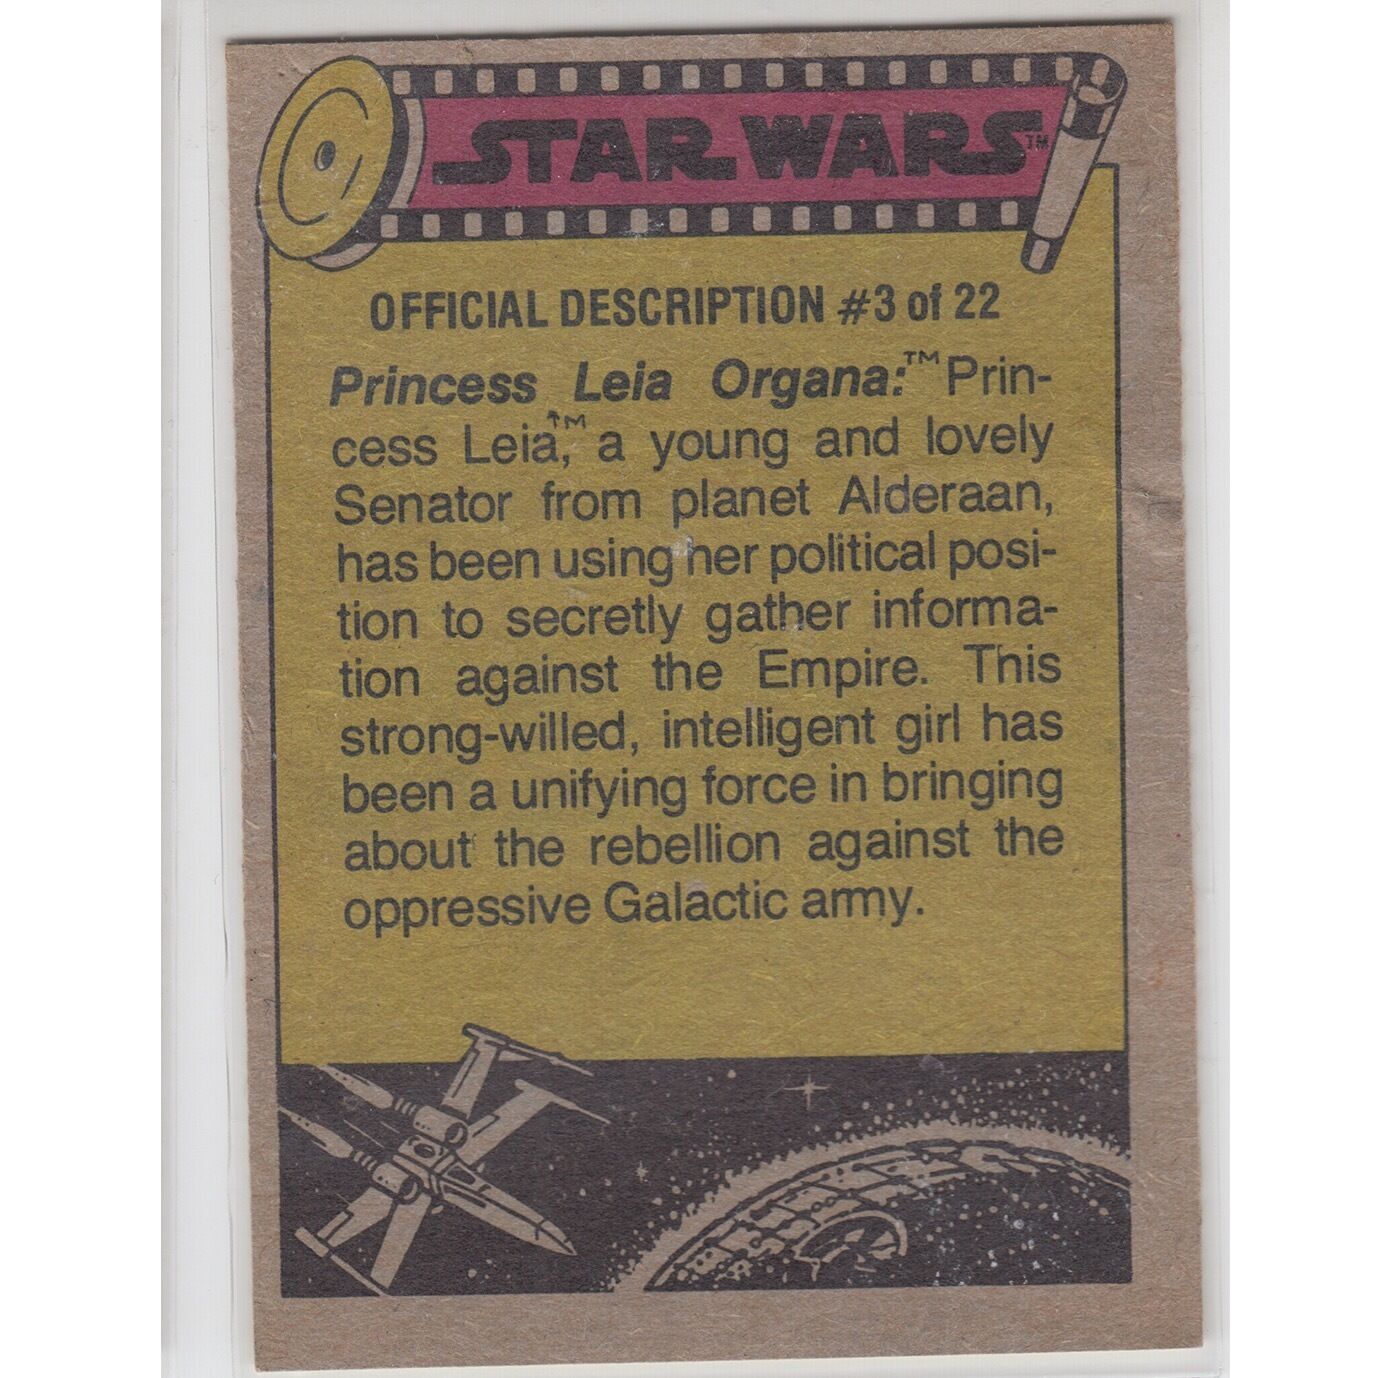 STAR WARS™
OFFICIAL DESCRIPTION #3 of 22
Princess Leia Organa:™ Prin-
cess Leia,™ a young and lovely
Senator from planet Alderaan,
has been using her political posi-
tion to secretly gather informa-
tion against the Empire. This
strong-willed, intelligent girl has
been a unifying force in bringing
about the rebellion against the
oppressive Galactic army.